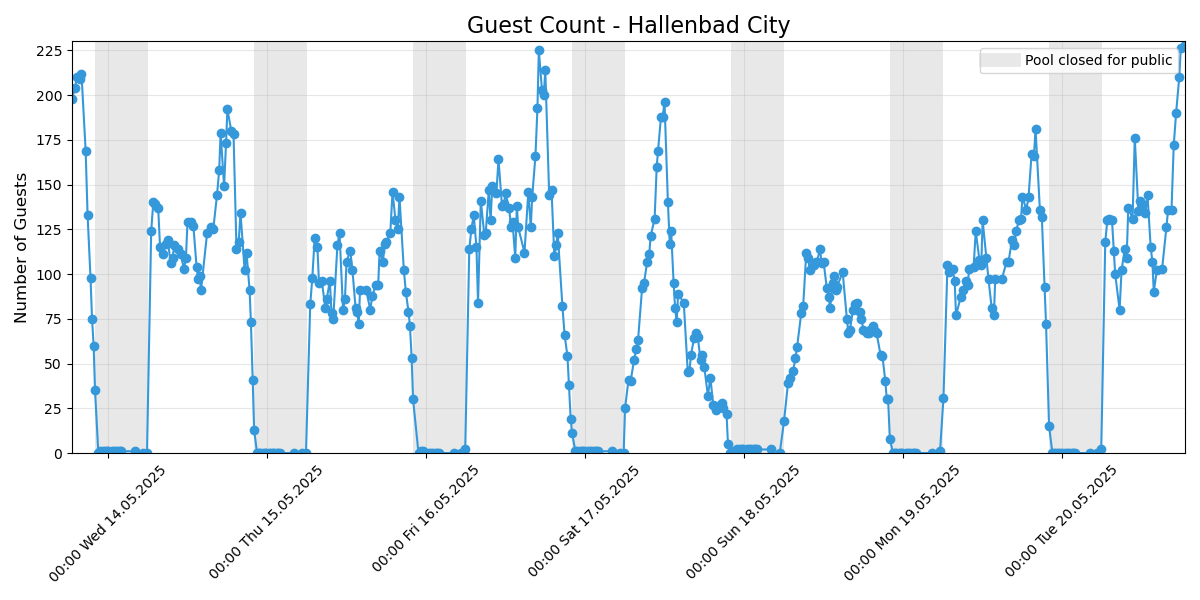 Guest Count - Hallenbad City
Pool closed for public
Number of Guests
225
200
175
150
125
100
75
50
25
0
00:00 Wed 14.05.2025
00:00 Thu 15.05.2025
00:00 Fri 16.05.2025
00:00 Sat 17.05.2025
00:00 Sun 18.05.2025
00:00 Mon 19.05.2025
00:00 Tue 20.05.2025